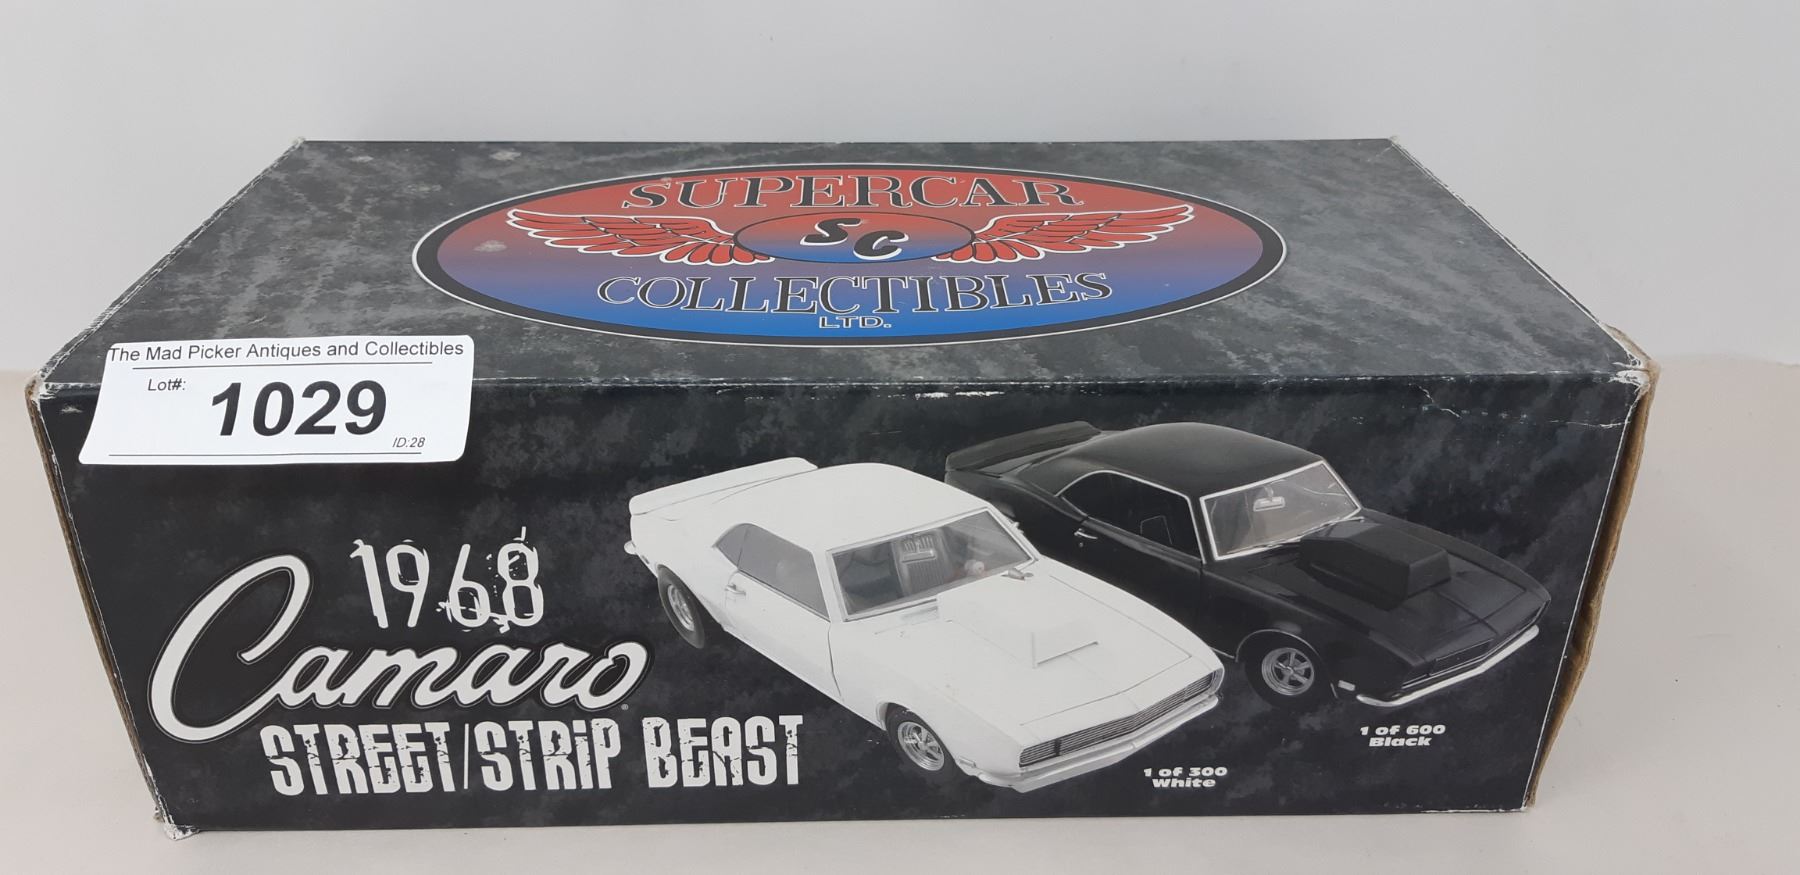 SUPERCAR
SC
COLLECTIBLES
LTD.
The Mad Picker Antiques and Collectibles
Lot#: 1029
ID:28
1968
Camaro®
STREET/STRIP BEAST
1 of 300
White
1 of 600
Black